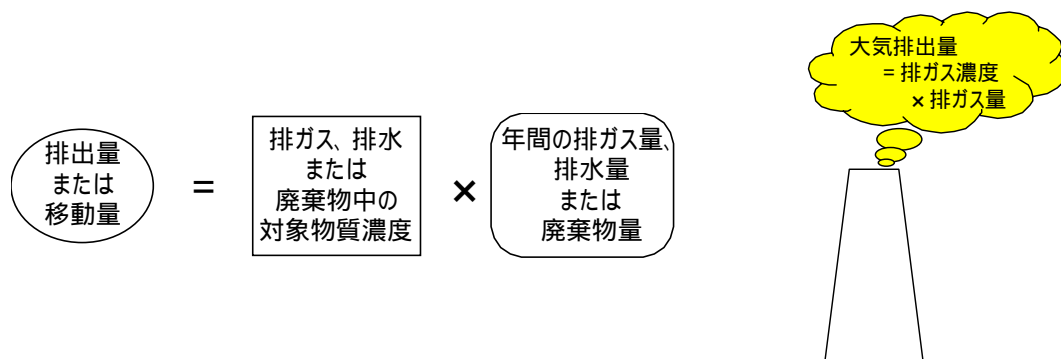 排出量
または
移動量
=
排ガス、排水
または
廃棄物中の
対象物質濃度
×
年間の排ガス量、
排水量
または
廃棄物量
大気排出量
= 排ガス濃度
× 排ガス量